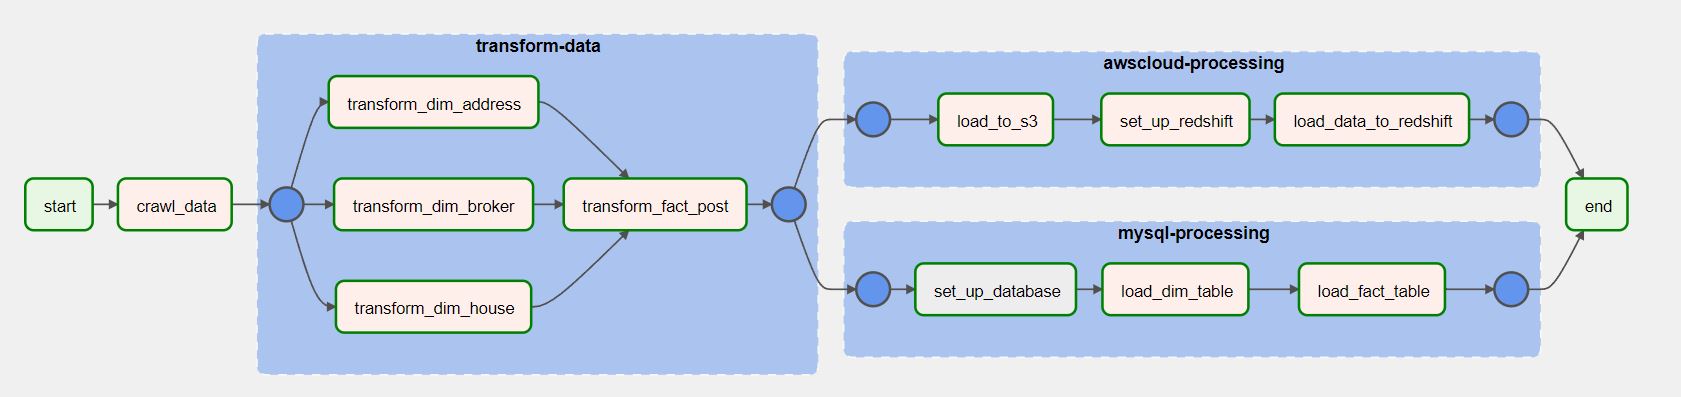 start
crawl_data
transform-data
transform_dim_address
transform_dim_broker
transform_dim_house
transform_fact_post
awscloud-processing
load_to_s3
set_up_redshift
load_data_to_redshift
mysql-processing
set_up_database
load_dim_table
load_fact_table
end